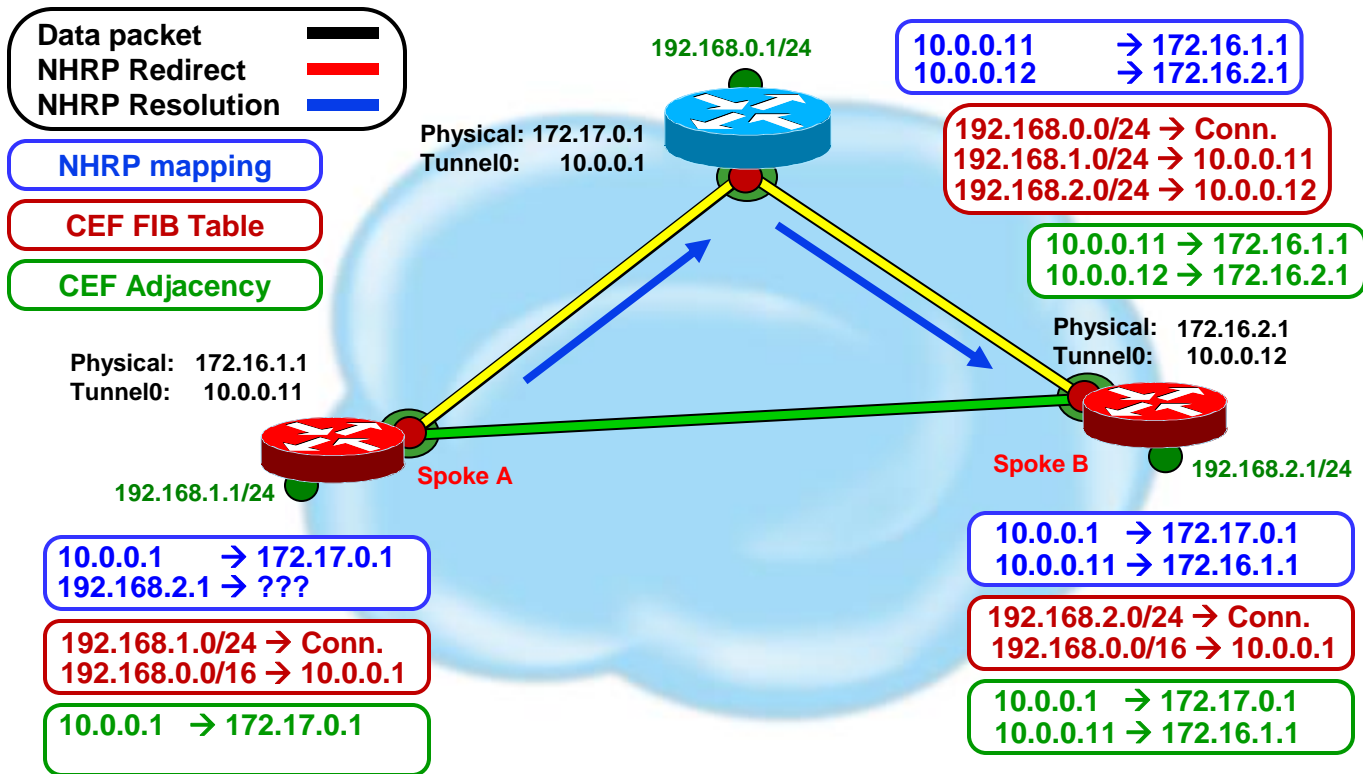 Data packet
NHRP Redirect
NHRP Resolution
NHRP mapping
CEF FIB Table
CEF Adjacency
192.168.0.1/24
Physical: 172.17.0.1
Tunnel0: 10.0.0.1
10.0.0.11 → 172.16.1.1
10.0.0.12 → 172.16.2.1
192.168.0.0/24 → Conn.
192.168.1.0/24 → 10.0.0.11
192.168.2.0/24 → 10.0.0.12
10.0.0.11 → 172.16.1.1
10.0.0.12 → 172.16.2.1
Physical: 172.16.1.1
Tunnel0: 10.0.0.11
Physical: 172.16.2.1
Tunnel0: 10.0.0.12
Spoke A
192.168.1.1/24
Spoke B
192.168.2.1/24
10.0.0.1 → 172.17.0.1
192.168.2.1 → ???
192.168.1.0/24 → Conn.
192.168.0.0/16 → 10.0.0.1
10.0.0.1 → 172.17.0.1
10.0.0.1 → 172.17.0.1
10.0.0.11 → 172.16.1.1
192.168.2.0/24 → Conn.
192.168.0.0/16 → 10.0.0.1
10.0.0.1 → 172.17.0.1
10.0.0.11 → 172.16.1.1